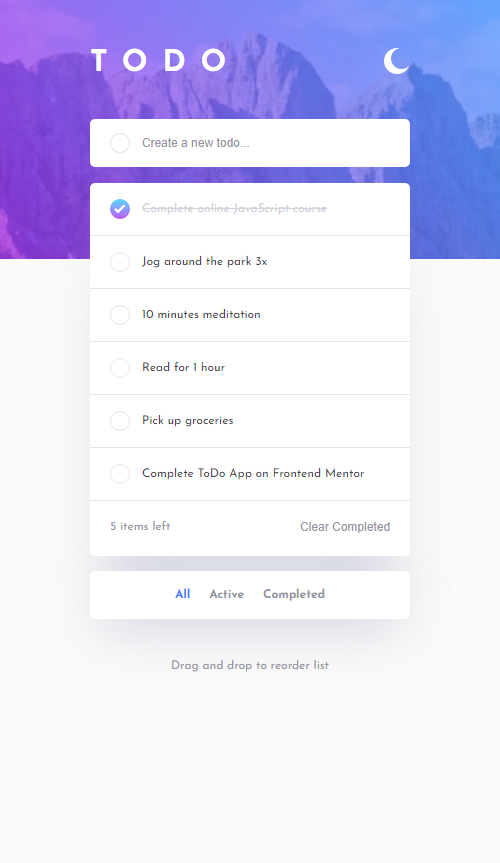 TODO
Create a new todo...
Complete online JavaScript course
Jog around the park 3x
10 minutes meditation
Read for 1 hour
Pick up groceries
Complete ToDo App on Frontend Mentor
5 items left Clear Completed
All Active Completed
Drag and drop to reorder list